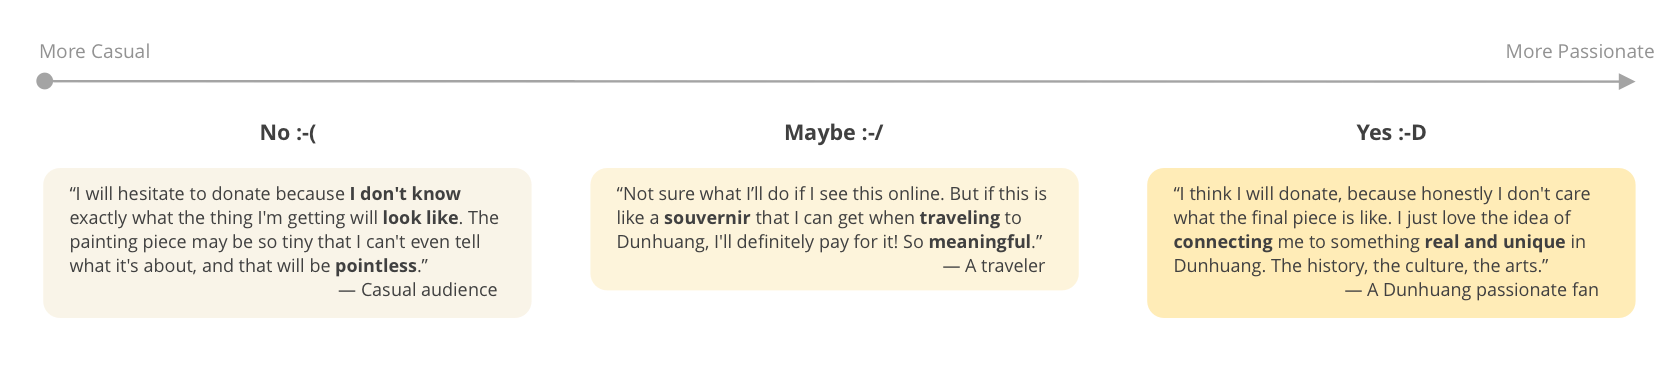 More Casual
More Passionate
No :-(
“I will hesitate to donate because I don't know
exactly what the thing I'm getting will look like. The
painting piece may be so tiny that I can't even tell
what it's about, and that will be pointless.”
— Casual audience
Maybe :-/
“Not sure what I’ll do if I see this online. But if this is
like a souvernir that I can get when traveling to
Dunhuang, I'll definitely pay for it! So meaningful.”
— A traveler
Yes :-D
“I think I will donate, because honestly I don't care
what the final piece is like. I just love the idea of
connecting me to something real and unique in
Dunhuang. The history, the culture, the arts.”
— A Dunhuang passionate fan